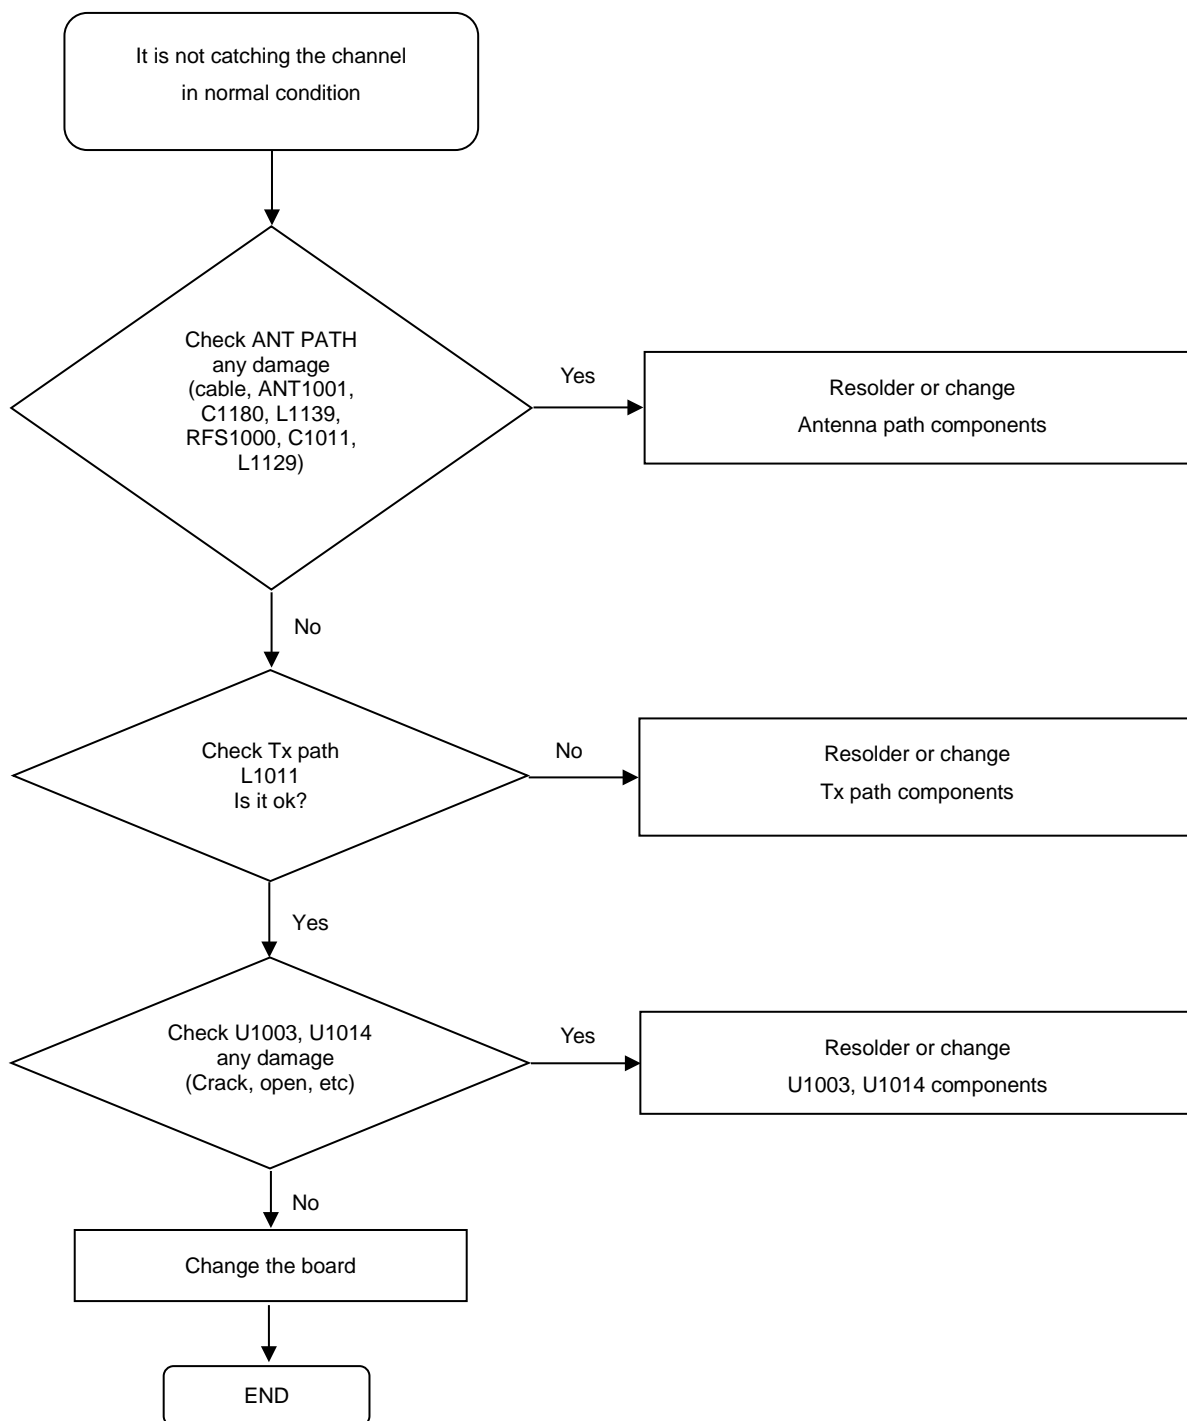 It is not catching the channel
in normal condition
Check ANT PATH
any damage
(cable, ANT1001,
C1180, L1139,
RFS1000, C1011,
L1129)
Yes
Resolder or change
Antenna path components
No
Check Tx path
L1011
Is it ok?
No
Resolder or change
Tx path components
Yes
Check U1003, U1014
any damage
(Crack, open, etc)
Yes
Resolder or change
U1003, U1014 components
No
Change the board
END